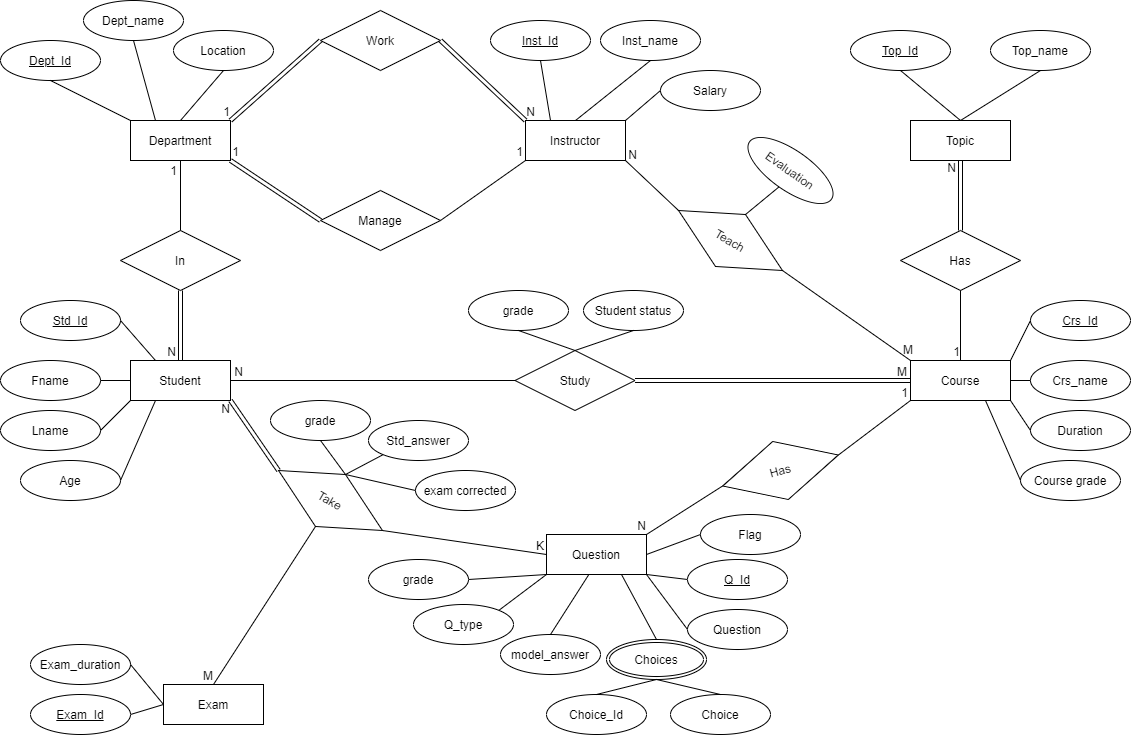 Dept_name
Work
Inst_Id
Inst_name
Top_Id
Top_name
Dept_Id
Location
Salary
1
N
Department
Instructor
Topic
1
1
N
1
N
Evaluation
Manage
Teach
In
Has
Std_Id
grade
Student status
Crs_Id
N
M
1
Fname
Student
N
Study
M
Course
Crs_name
1
N
Lname
grade
Duration
Std_answer
Age
Has
Course grade
Take
exam corrected
N
K
Flag
Question
grade
Q_Id
Q_type
Question
model_answer
Choices
Exam_duration
M
Exam_Id
Exam
Choice_Id
Choice